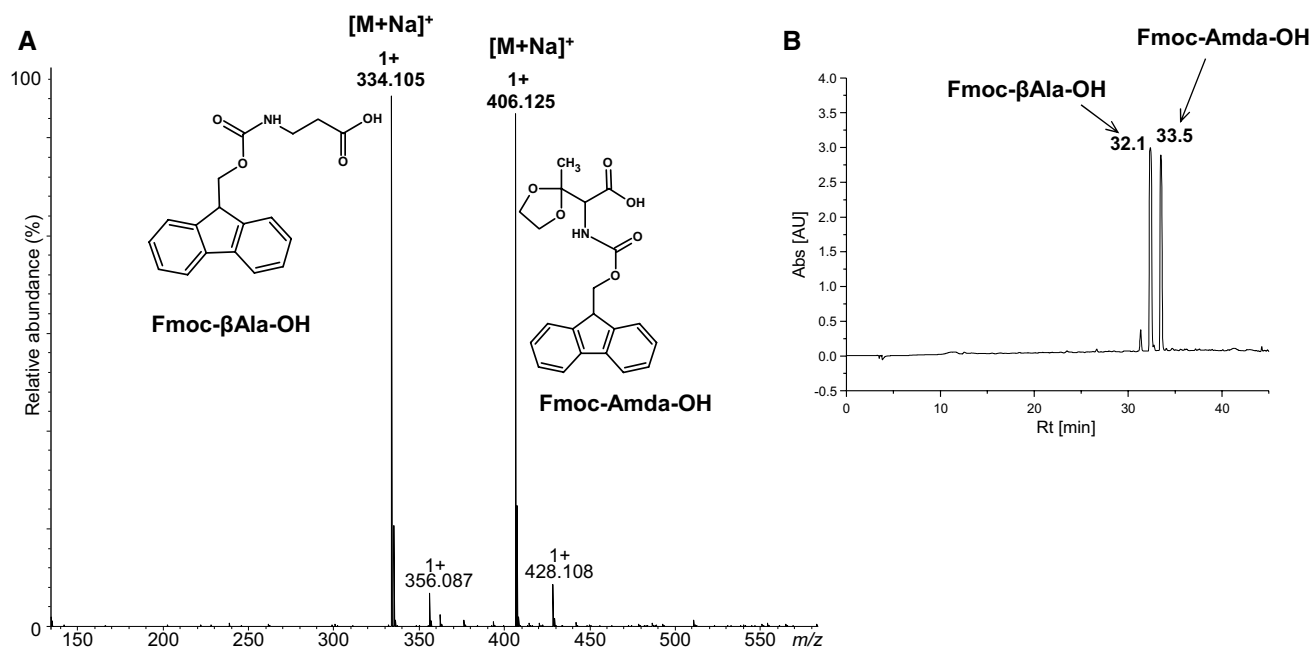 A
[M+Na]+
1+
334.105
[M+Na]+
1+
406.125
100
Relative abundance (%)
0
O
NH
OH
O
O
Fmoc-βAla-OH
CH3
O
O
OH
O
HN
O
O
Fmoc-Amda-OH
1+
356.087
1+
428.108
150 200 250 300 350 400 450 500 550 m/z
B
Fmoc-Amda-OH
Fmoc-βAla-OH
32.1
33.5
4.0
3.5
3.0
2.5
2.0
1.5
1.0
0.5
0.0
-0.5
Abs [AU]
0 10 20 30 40
Rt [min]